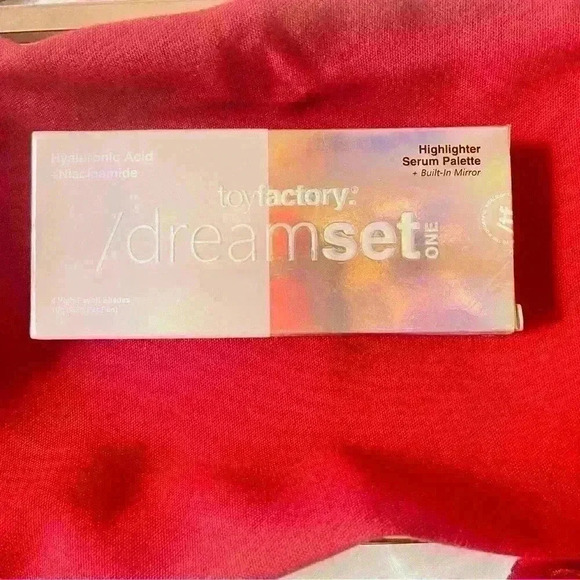 Hyaluronic Acid
+Niacinamide
Highlighter
Serum Palette
+ Built-In Mirror
toyfactory.
/dreamset
ONE